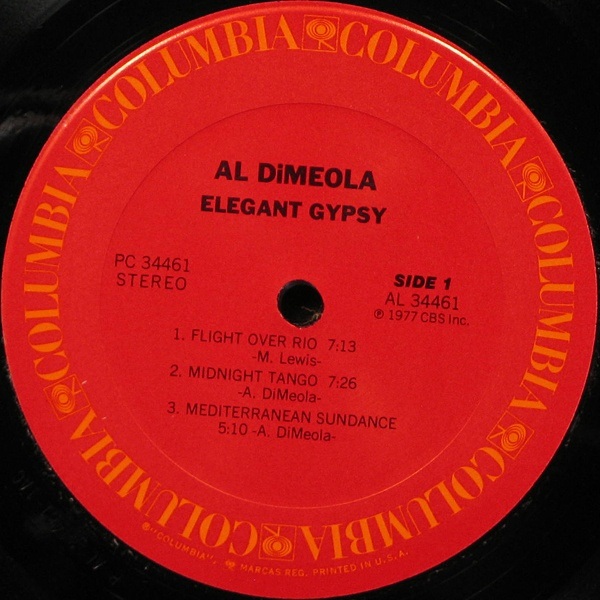 COLUMBIA COLUMBIA COLUMBIA COLUMBIA COLUMBIA COLUMBIA COLUMBIA
AL DiMEOLA
ELEGANT GYPSY
PC 34461
STEREO
SIDE 1
AL 34461
℗ 1977 CBS Inc.
1. FLIGHT OVER RIO 7:13
-M. Lewis-
2. MIDNIGHT TANGO 7:26
-A. DiMeola-
3. MEDITERRANEAN SUNDANCE
5:10 -A. DiMeola-
"COLUMBIA", MARCAS REG. PRINTED IN U.S.A.